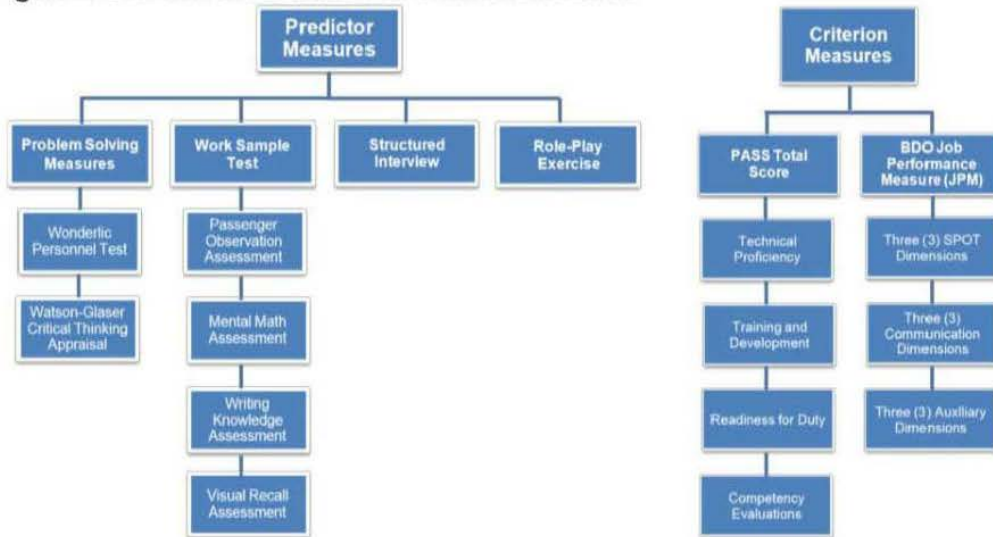 Predictor
Measures
Criterion
Measures
Problem Solving
Measures
Work Sample
Test
Structured
Interview
Role-Play
Exercise
PASS Total
Score
BDO Job
Performance
Measure (JPM)
Wonderlic
Personnel Test
Passenger
Observation
Assessment
Technical
Proficiency
Three (3) SPOT
Dimensions
Watson-Glaser
Critical Thinking
Appraisal
Mental Math
Assessment
Training and
Development
Three (3)
Communication
Dimensions
Writing
Knowledge
Assessment
Readiness for Duty
Three (3) Auxiliary
Dimensions
Visual Recall
Assessment
Competency
Evaluations